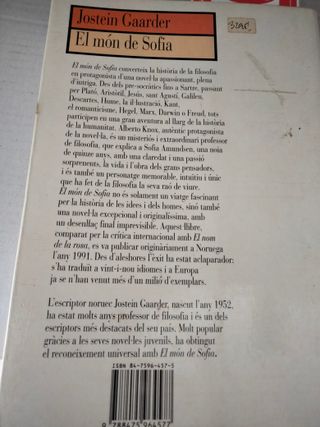 Jostein Gaarder
El món de Sofia
El món de Sofia converteix la història de la filosofia
en protagonista d'una novel·la apassionant, plena
d'intriga. Des dels pre-socràtics fins a Sartre, passant
per Plató, Aristòtil, Jesús, sant Agustí, Galileu,
Descartes, Hume, la il·lustració, Kant,
el romanticisme, Hegel, Marx, Darwin o Freud, tots
participen en una gran aventura al llarg de la història
de la humanitat. Alberto Knox, autèntic protagonista
de la novel·la, és un misteriós i extraordinari professor
de filosofia, que explica a Sofia Amundsen, una noia
de quinze anys, amb una claredat i una passió
sorprenents, la vida i l'obra dels grans pensadors.
I és també un personatge memorable, intuïtiu i únic
que ha fet de la filosofia la seva raó de viure.
El món de Sofia no és solament un viatge fascinant
per la història de les idees i dels homes, sinó també
una novel·la excepcional i originalíssima, amb
un desenllaç final imprevisible. Aquest llibre,
comparat per la crítica internacional amb El nom
de la rosa, es va publicar originàriament a Noruega
l'any 1991. Des d'aleshores l'èxit ha estat aclaparador:
s'ha traduït a vint-i-nou idiomes i a Europa
ja se n'han venut més d'un milió d'exemplars.
L'escriptor noruec Jostein Gaarder, nascut l'any 1952,
ha estat molts anys professor de filosofia i és un dels
escriptors més destacats del seu país. Molt popular
gràcies a les seves novel·les juvenils, ha obtingut
el reconeixement universal amb El món de Sofia.
ISBN 84-7596-457-5
9 788475 964577